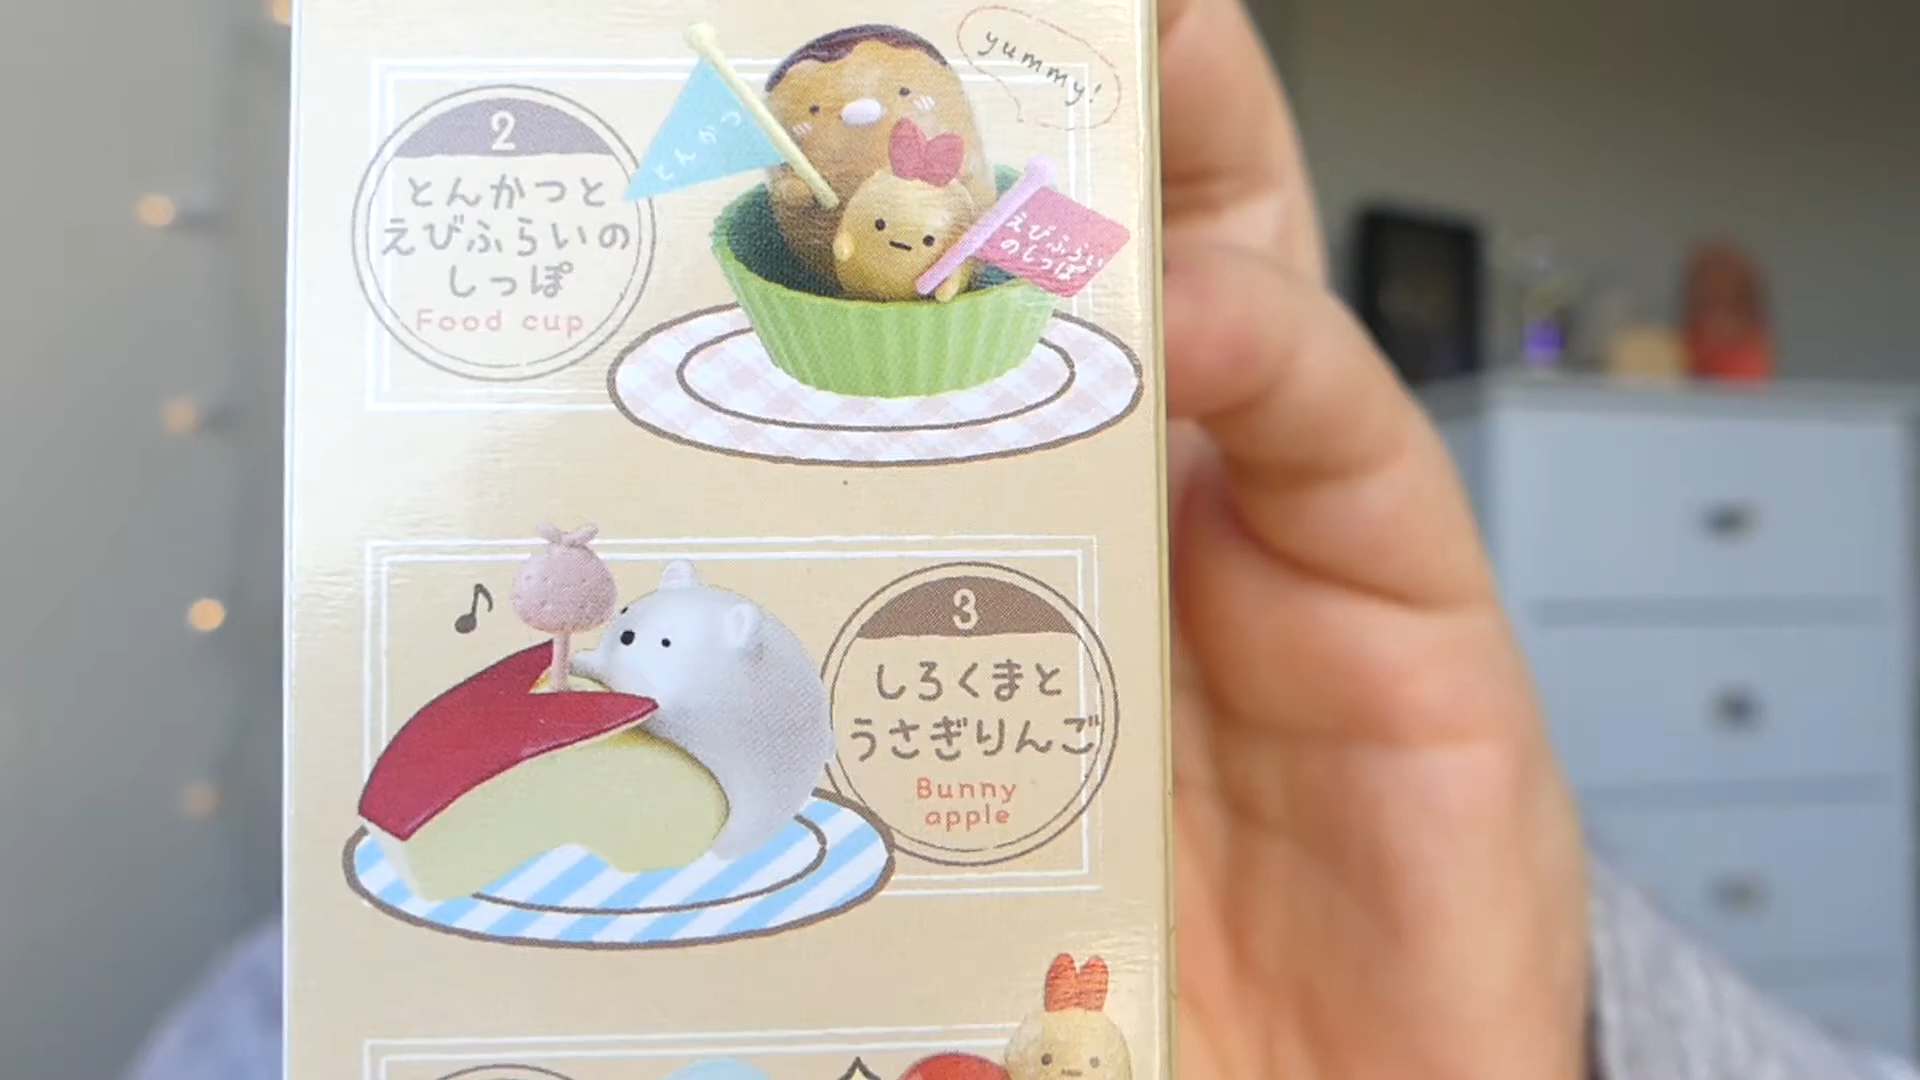 yummy!
2
とんかつと
えびふらいの
しっぽ
Food cup
とんかつ
えびふらい
のしっぽ
3
しろくまと
うさぎりんご
Bunny
apple